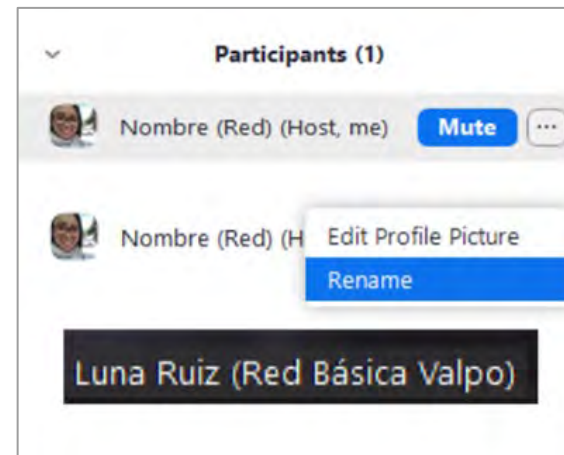 Participants (1)
Nombre (Red) (Host, me) Mute ...
Nombre (Red) (H
Edit Profile Picture
Rename
Luna Ruiz (Red Básica Valpo)